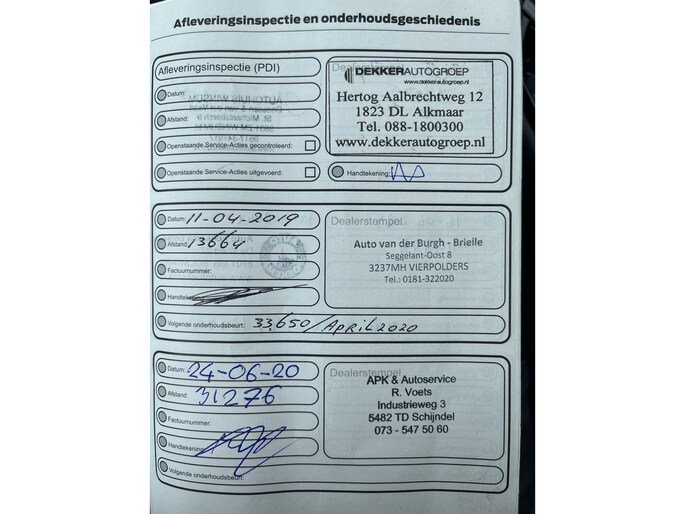 Afleveringsinspectie en onderhoudsgeschiedenis
Afleveringsinspectie (PDI)
Datum:
Afstand:
Openstaande Service-Acties gecontroleerd:
Openstaande Service-Acties uitgevoerd:
Dealerstempel
DEKKERAUTOGROEP
www.dekkerautogroep.nl
Hertog Aalbrechtweg 12
1823 DL Alkmaar
Tel. 088-1800300
www.dekkerautogroep.nl
Handtekening:
Datum: 11-04-2019
Afstand: 13664
Factuurnummer:
Handtekening:
Volgende onderhoudsbeurt: 33.650/April 2020
Dealerstempel
Auto van der Burgh - Brielle
Seggelant-Oost 8
3237MH VIERPOLDERS
Tel.: 0181-322020
Datum: 24-06-20
Afstand: 31276
Factuurnummer:
Handtekening:
Volgende onderhoudsbeurt:
Dealerstempel
APK & Autoservice
R. Voets
Industrieweg 3
5482 TD Schijndel
073 - 547 50 60